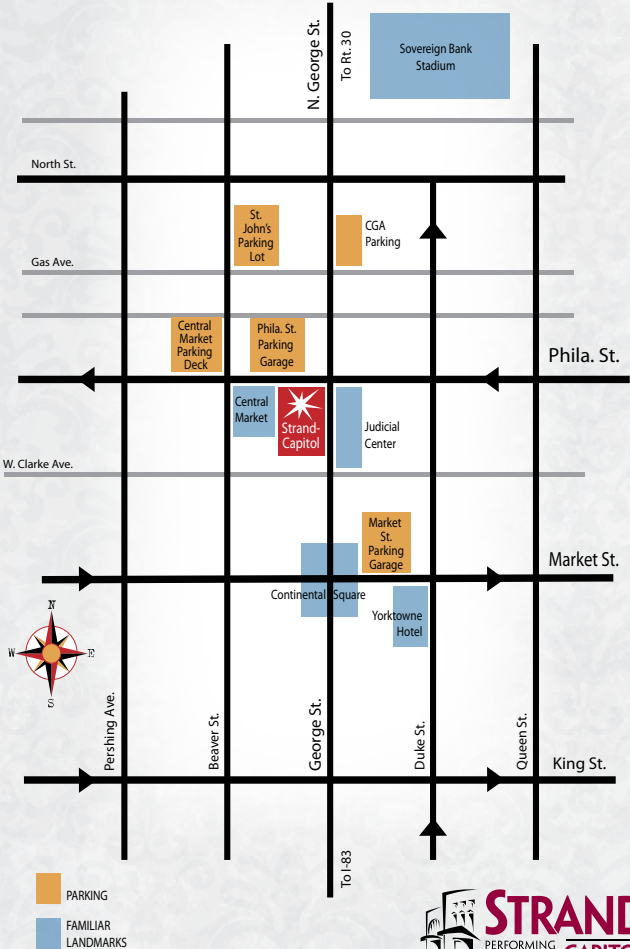 N. George St.
To Rt. 30
Sovereign Bank
Stadium
North St.
St.
John's
Parking
Lot
CGA
Parking
Gas Ave.
Central
Market
Parking
Deck
Phila. St.
Parking
Garage
Phila. St.
Central
Market
Strand-
Capitol
Judicial
Center
W. Clarke Ave.
Market
St.
Parking
Garage
Market St.
Continental Square
Yorktowne
Hotel
N
W
E
S
Pershing Ave.
Beaver St.
George St.
Duke St.
Queen St.
King St.
To I-83
PARKING
FAMILIAR
LANDMARKS
STRAND
PERFORMING